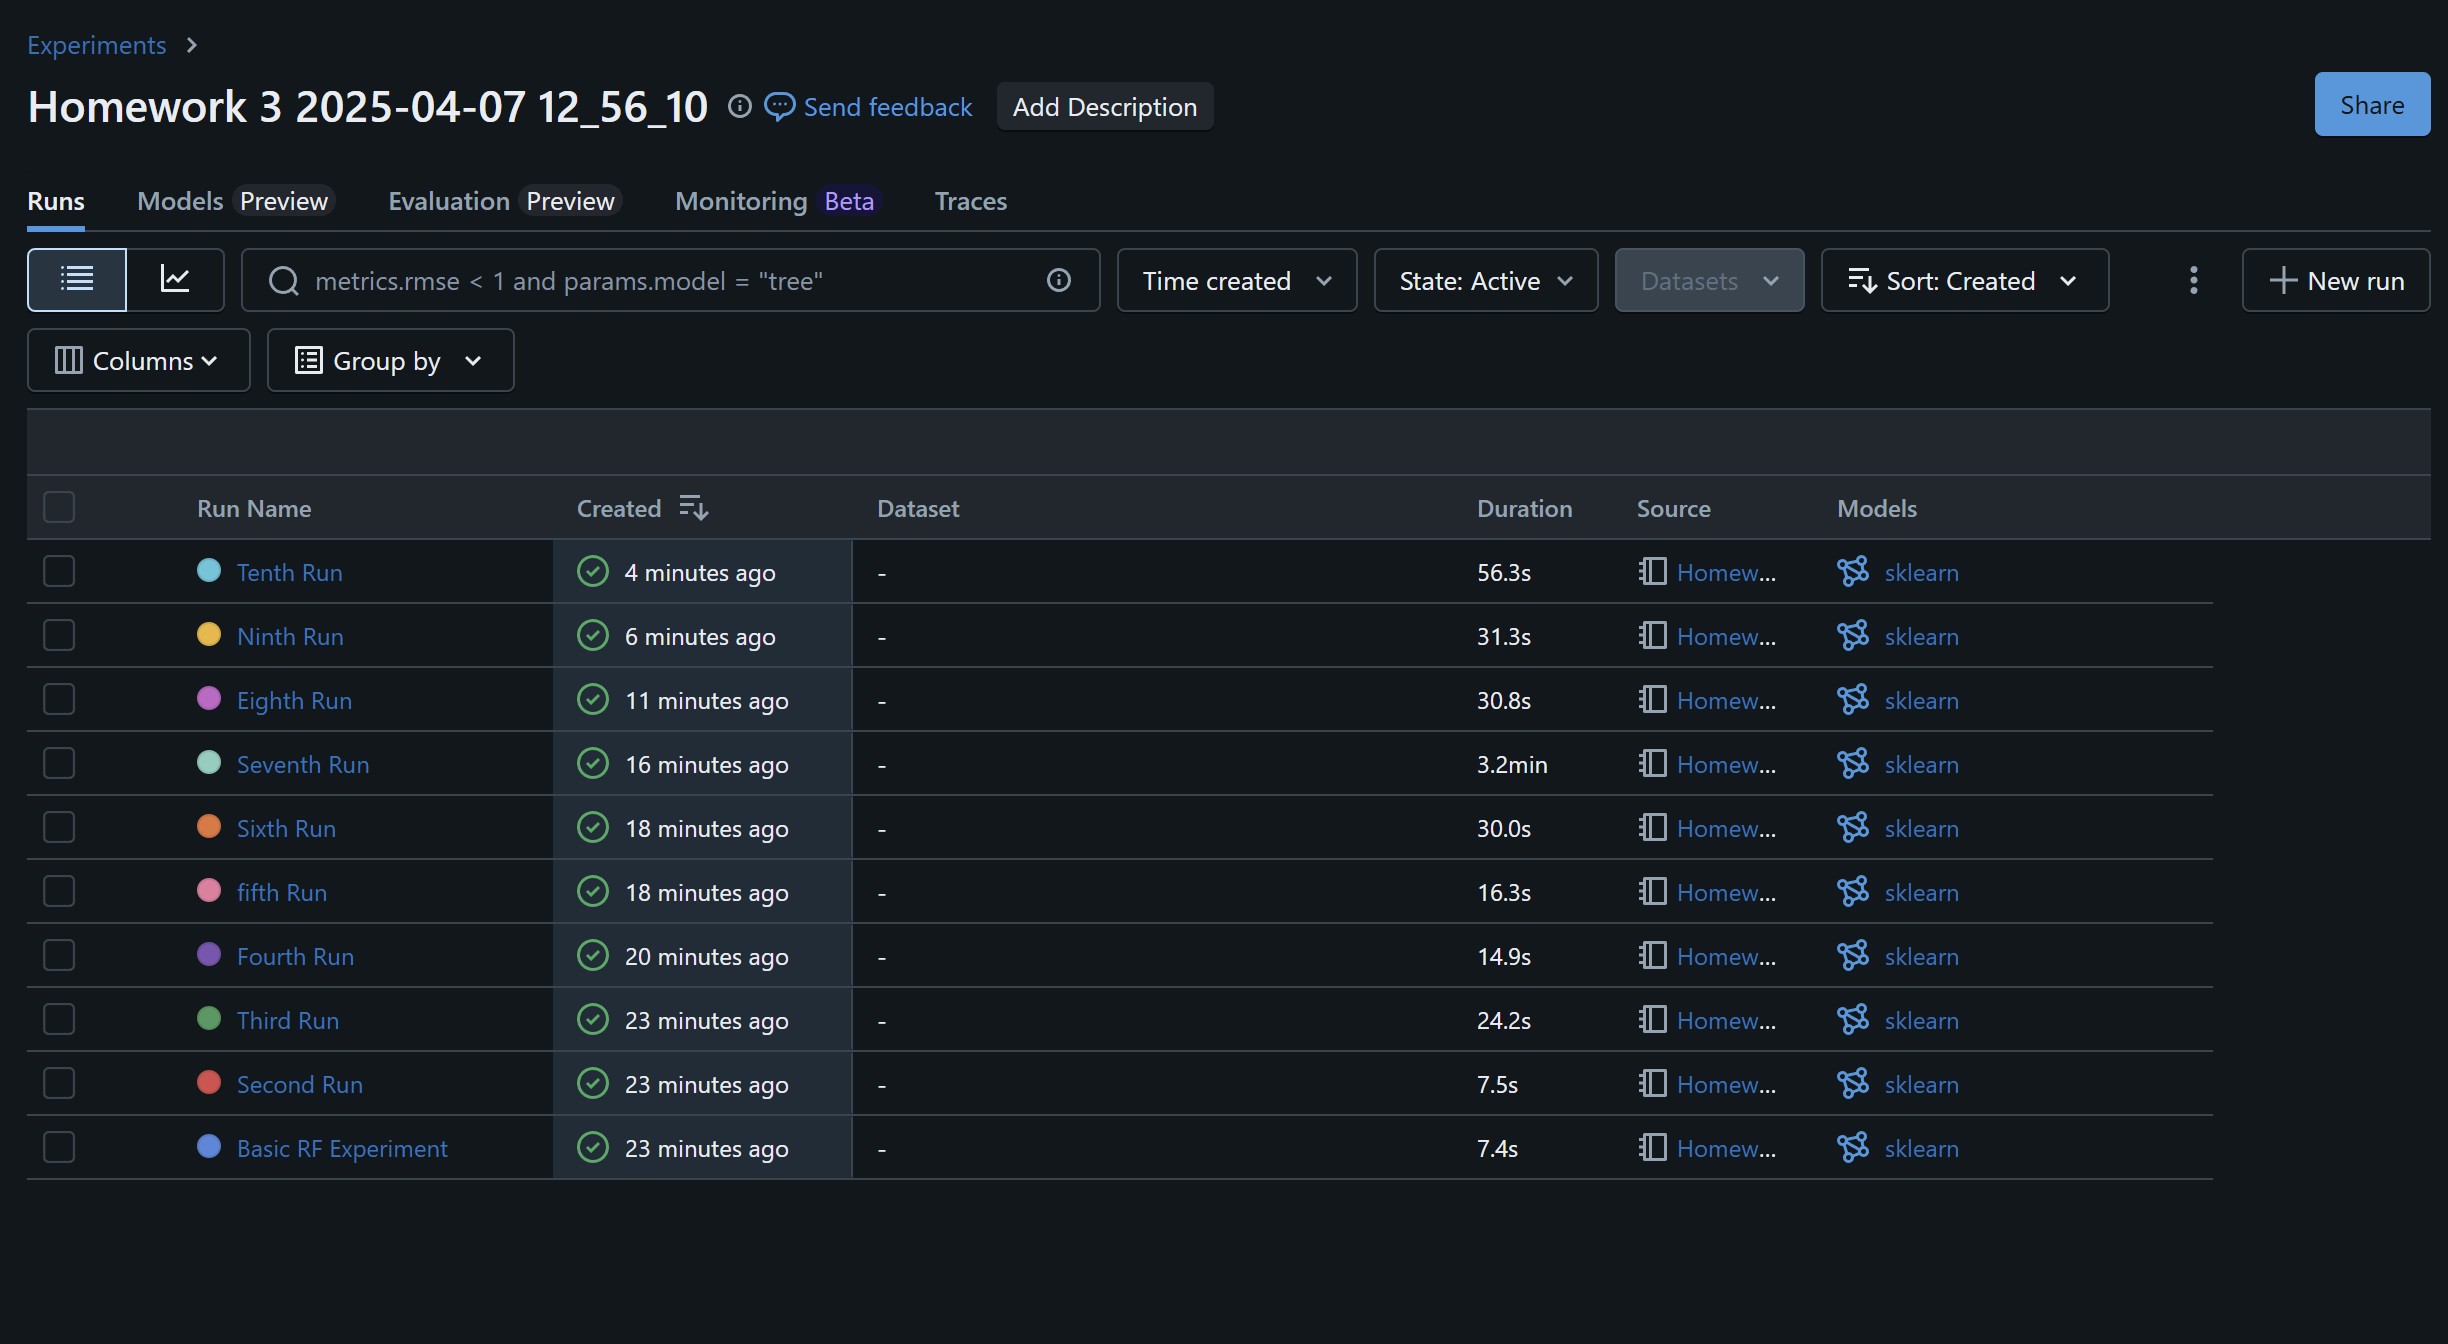 Experiments
Homework 3 2025-04-07 12_56_10 Send feedback Add Description
Share
Runs Models Preview Evaluation Preview Monitoring Beta Traces
metrics.rmse < 1 and params.model = "tree" Time created State: Active Datasets Sort: Created New run
Columns Group by
Run Name Created Dataset Duration Source Models
Tenth Run 4 minutes ago - 56.3s Homew... sklearn
Ninth Run 6 minutes ago - 31.3s Homew... sklearn
Eighth Run 11 minutes ago - 30.8s Homew... sklearn
Seventh Run 16 minutes ago - 3.2min Homew... sklearn
Sixth Run 18 minutes ago - 30.0s Homew... sklearn
fifth Run 18 minutes ago - 16.3s Homew... sklearn
Fourth Run 20 minutes ago - 14.9s Homew... sklearn
Third Run 23 minutes ago - 24.2s Homew... sklearn
Second Run 23 minutes ago - 7.5s Homew... sklearn
Basic RF Experiment 23 minutes ago - 7.4s Homew... sklearn